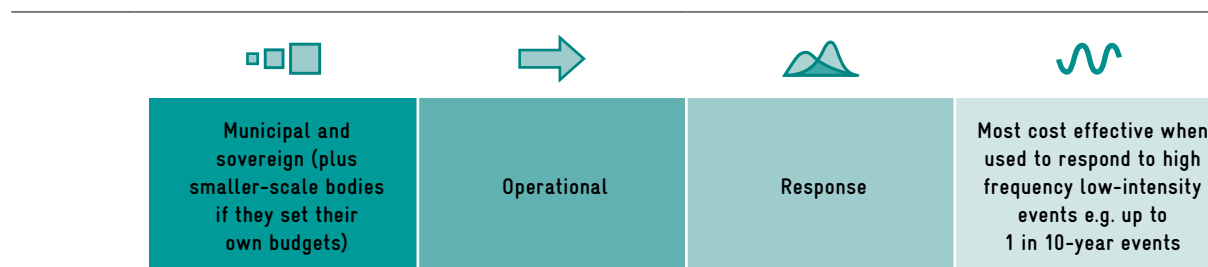 Municipal and
sovereign (plus
smaller-scale bodies
if they set their
own budgets)
Operational
Response
Most cost effective when
used to respond to high
frequency low-intensity
events e.g. up to
1 in 10-year events